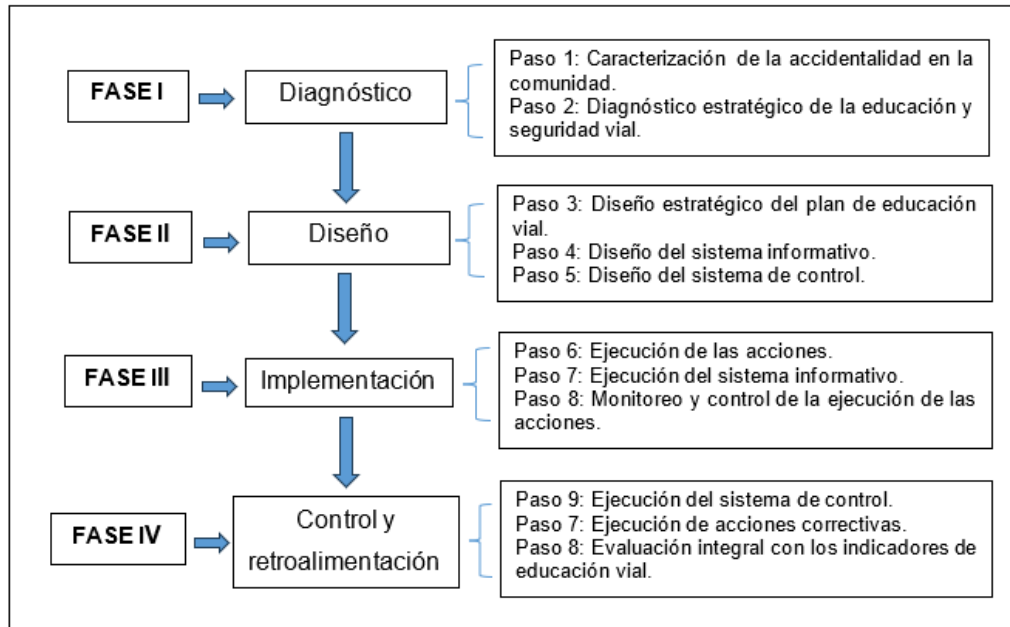 FASE I
Diagnóstico
Paso 1: Caracterización de la accidentalidad en la
comunidad.
Paso 2: Diagnóstico estratégico de la educación y
seguridad vial.
FASE II
Diseño
Paso 3: Diseño estratégico del plan de educación
vial.
Paso 4: Diseño del sistema informativo.
Paso 5: Diseño del sistema de control.
FASE III
Implementación
Paso 6: Ejecución de las acciones.
Paso 7: Ejecución del sistema informativo.
Paso 8: Monitoreo y control de la ejecución de las
acciones.
FASE IV
Control y
retroalimentación
Paso 9: Ejecución del sistema de control.
Paso 7: Ejecución de acciones correctivas.
Paso 8: Evaluación integral con los indicadores de
educación vial.